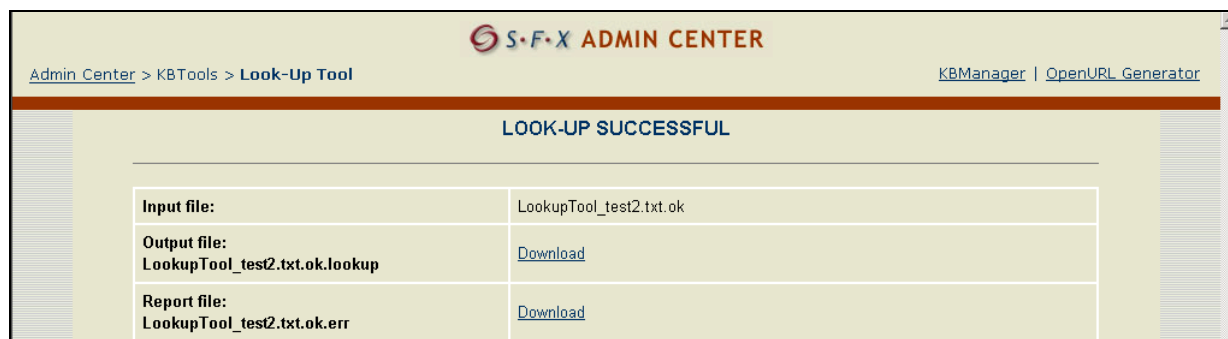 S·F·X ADMIN CENTER
Admin Center > KBTools > Look-Up Tool
KBManager | OpenURL Generator
LOOK-UP SUCCESSFUL
Input file:
LookupTool_test2.txt.ok
Output file:
LookupTool_test2.txt.ok.lookup
Download
Report file:
LookupTool_test2.txt.ok.err
Download